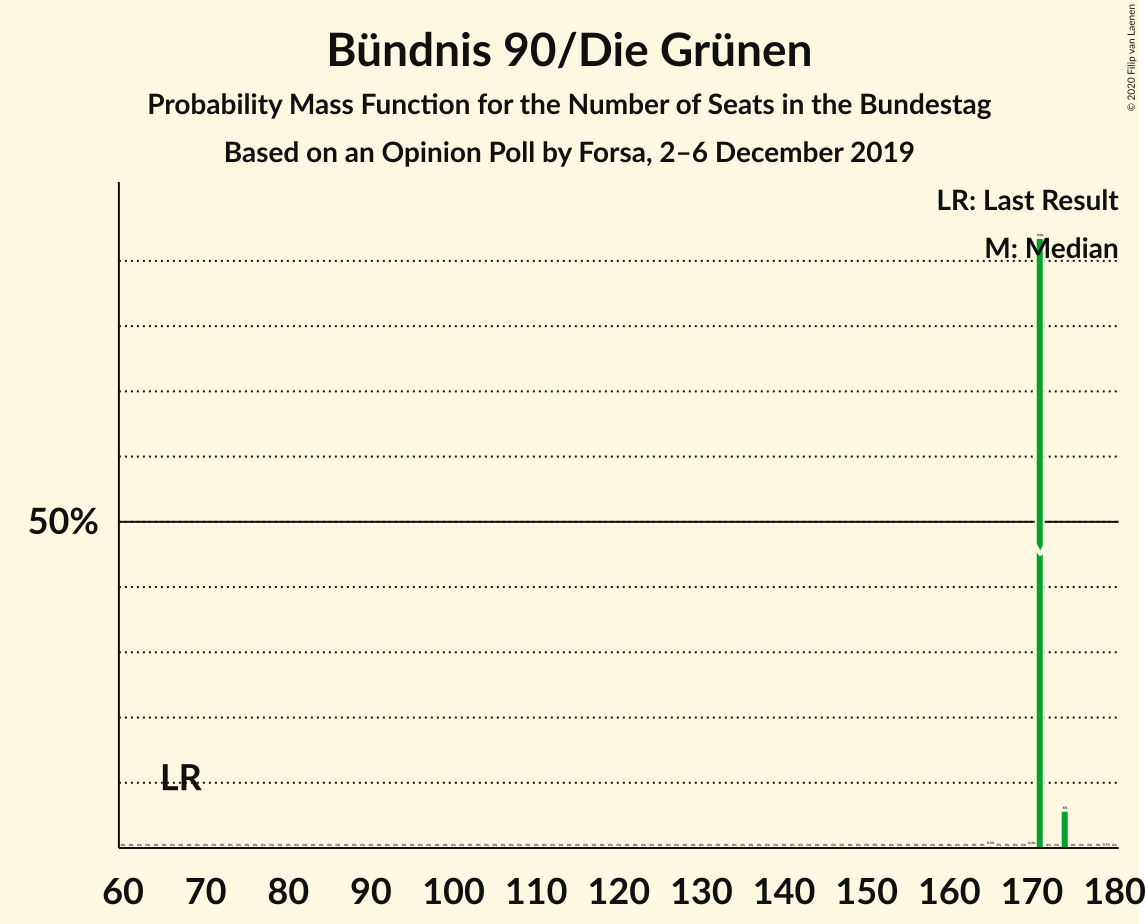 Bündnis 90/Die Grünen
Probability Mass Function for the Number of Seats in the Bundestag
Based on an Opinion Poll by Forsa, 2–6 December 2019
© 2020 Filip van Laenen
LR: Last Result
M: Median
50%
LR
60 70 80 90 100 110 120 130 140 150 160 170 180